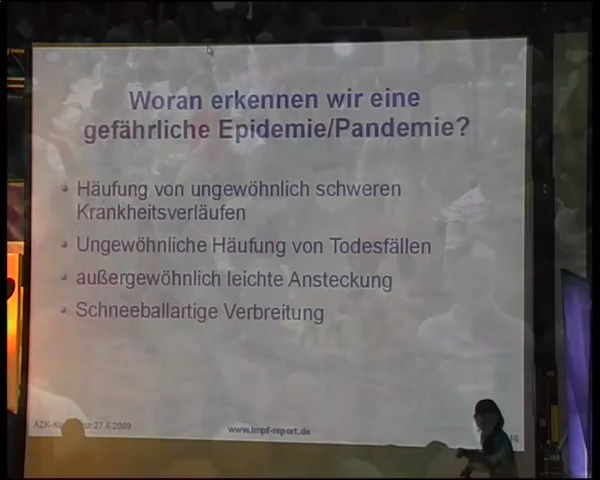 Woran erkennen wir eine
gefährliche Epidemie/Pandemie?
Häufung von ungewöhnlich schweren
Krankheitsverläufen
Ungewöhnliche Häufung von Todesfällen
außergewöhnlich leichte Ansteckung
Schneeballartige Verbreitung
27.6.2009
www.impf-report.de
16